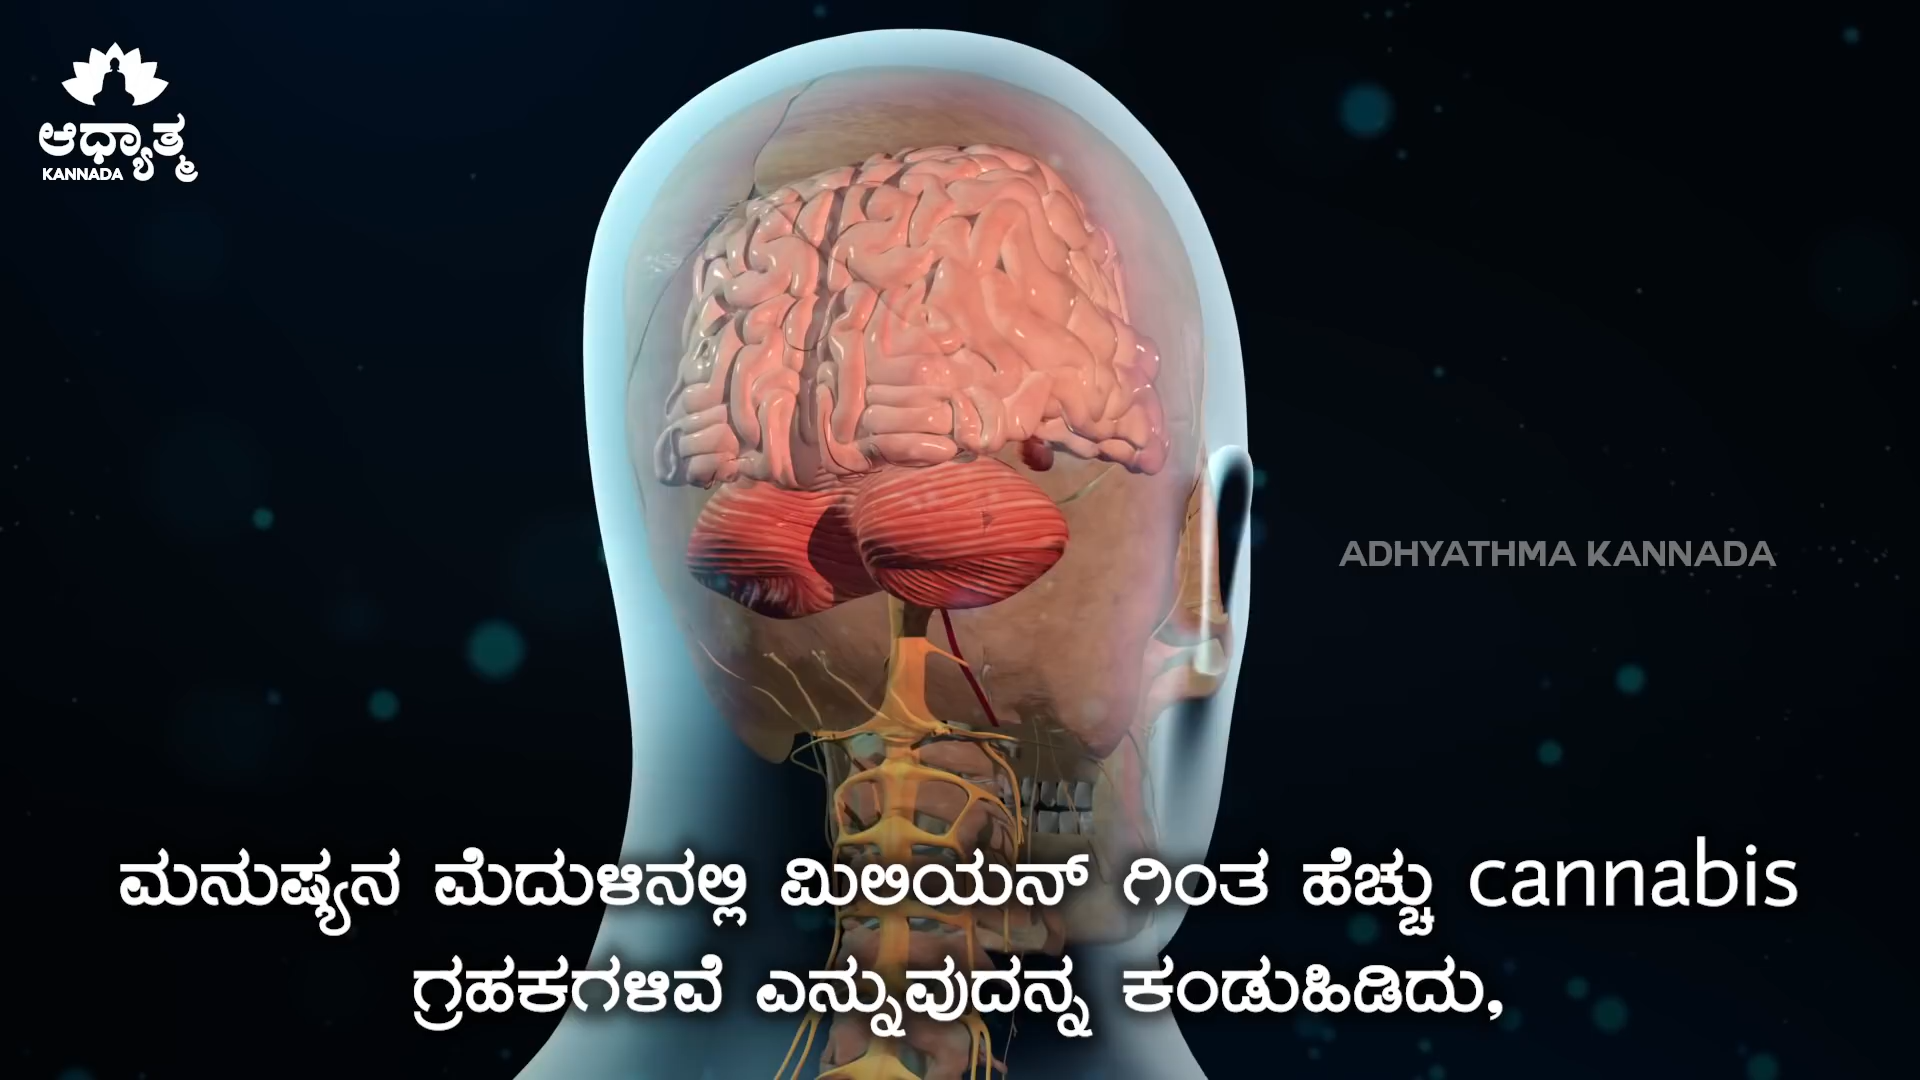 ಆಧ್ಯಾತ್ಮ
KANNADA
ADHYATHMA KANNADA
ಮನುಷ್ಯನ ಮೆದುಳಿನಲ್ಲಿ ಮಿಲಿಯನ್ ಗಿಂತ ಹೆಚ್ಚು cannabis
ಗ್ರಹಕಗಳಿವೆ ಎನ್ನುವುದನ್ನ ಕಂಡುಹಿಡಿದು,